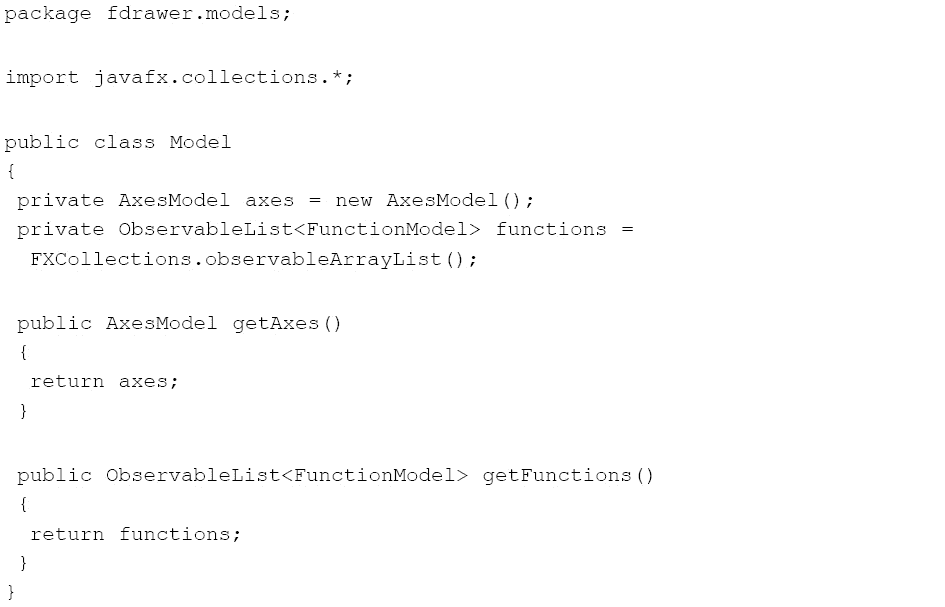 package fdrawer.models;
import javafx.collections.*;
public class Model
{
private AxesModel axes = new AxesModel();
private ObservableList<FunctionModel> functions =
FXCollections.observableArrayList();
public AxesModel getAxes()
{
return axes;
}
public ObservableList<FunctionModel> getFunctions()
{
return functions;
}
}